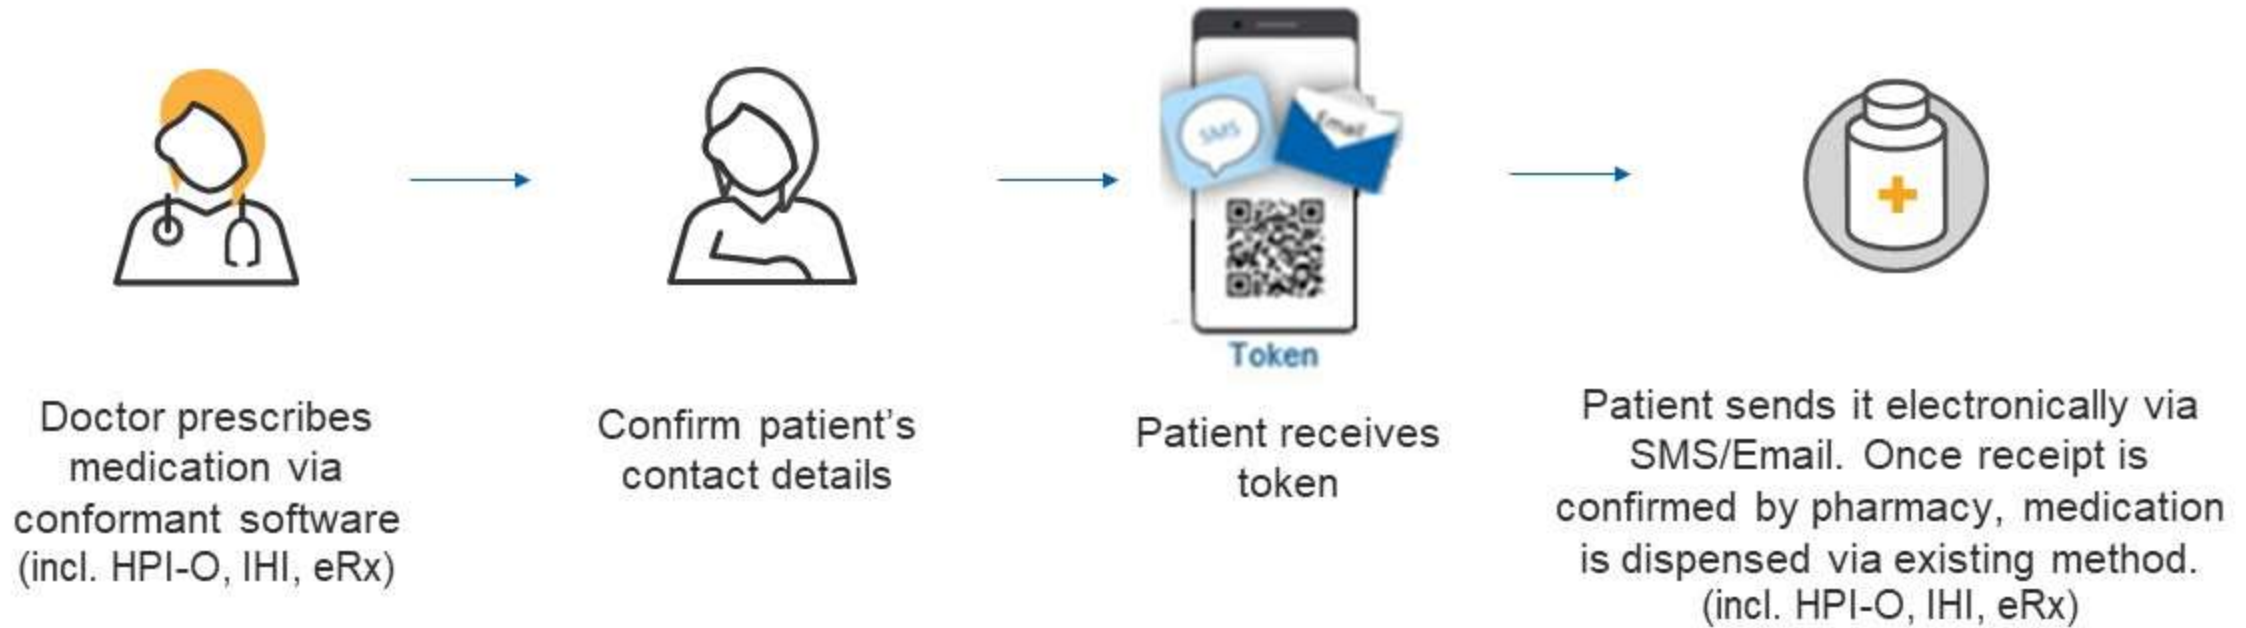 Doctor prescribes
medication via
conformant software
(incl. HPI-O, IHI, eRx)
Confirm patient's
contact details
SMS
Email
Token
Patient receives
token
Patient sends it electronically via
SMS/Email. Once receipt is
confirmed by pharmacy, medication
is dispensed via existing method.
(incl. HPI-O, IHI, eRx)